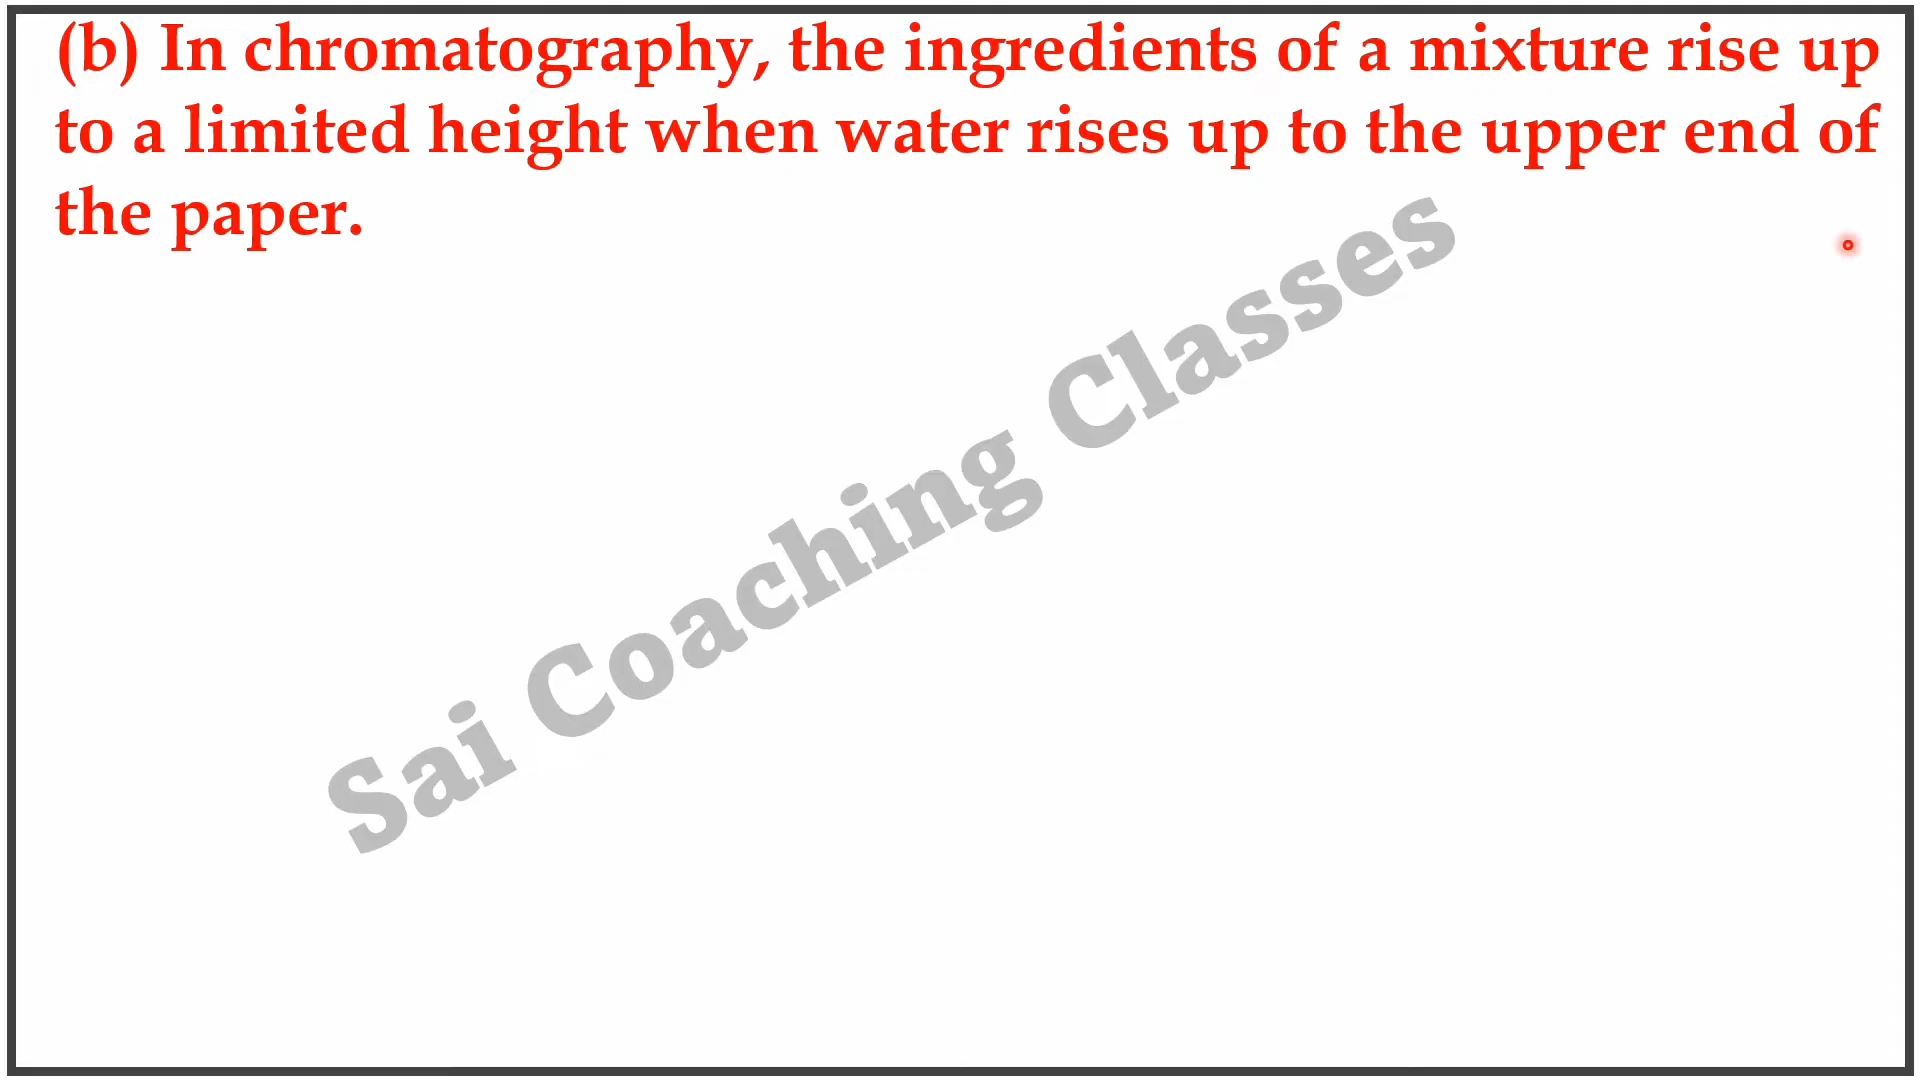 (b) In chromatography, the ingredients of a mixture rise up
to a limited height when water rises up to the upper end of
the paper.
Sai Coaching Classes